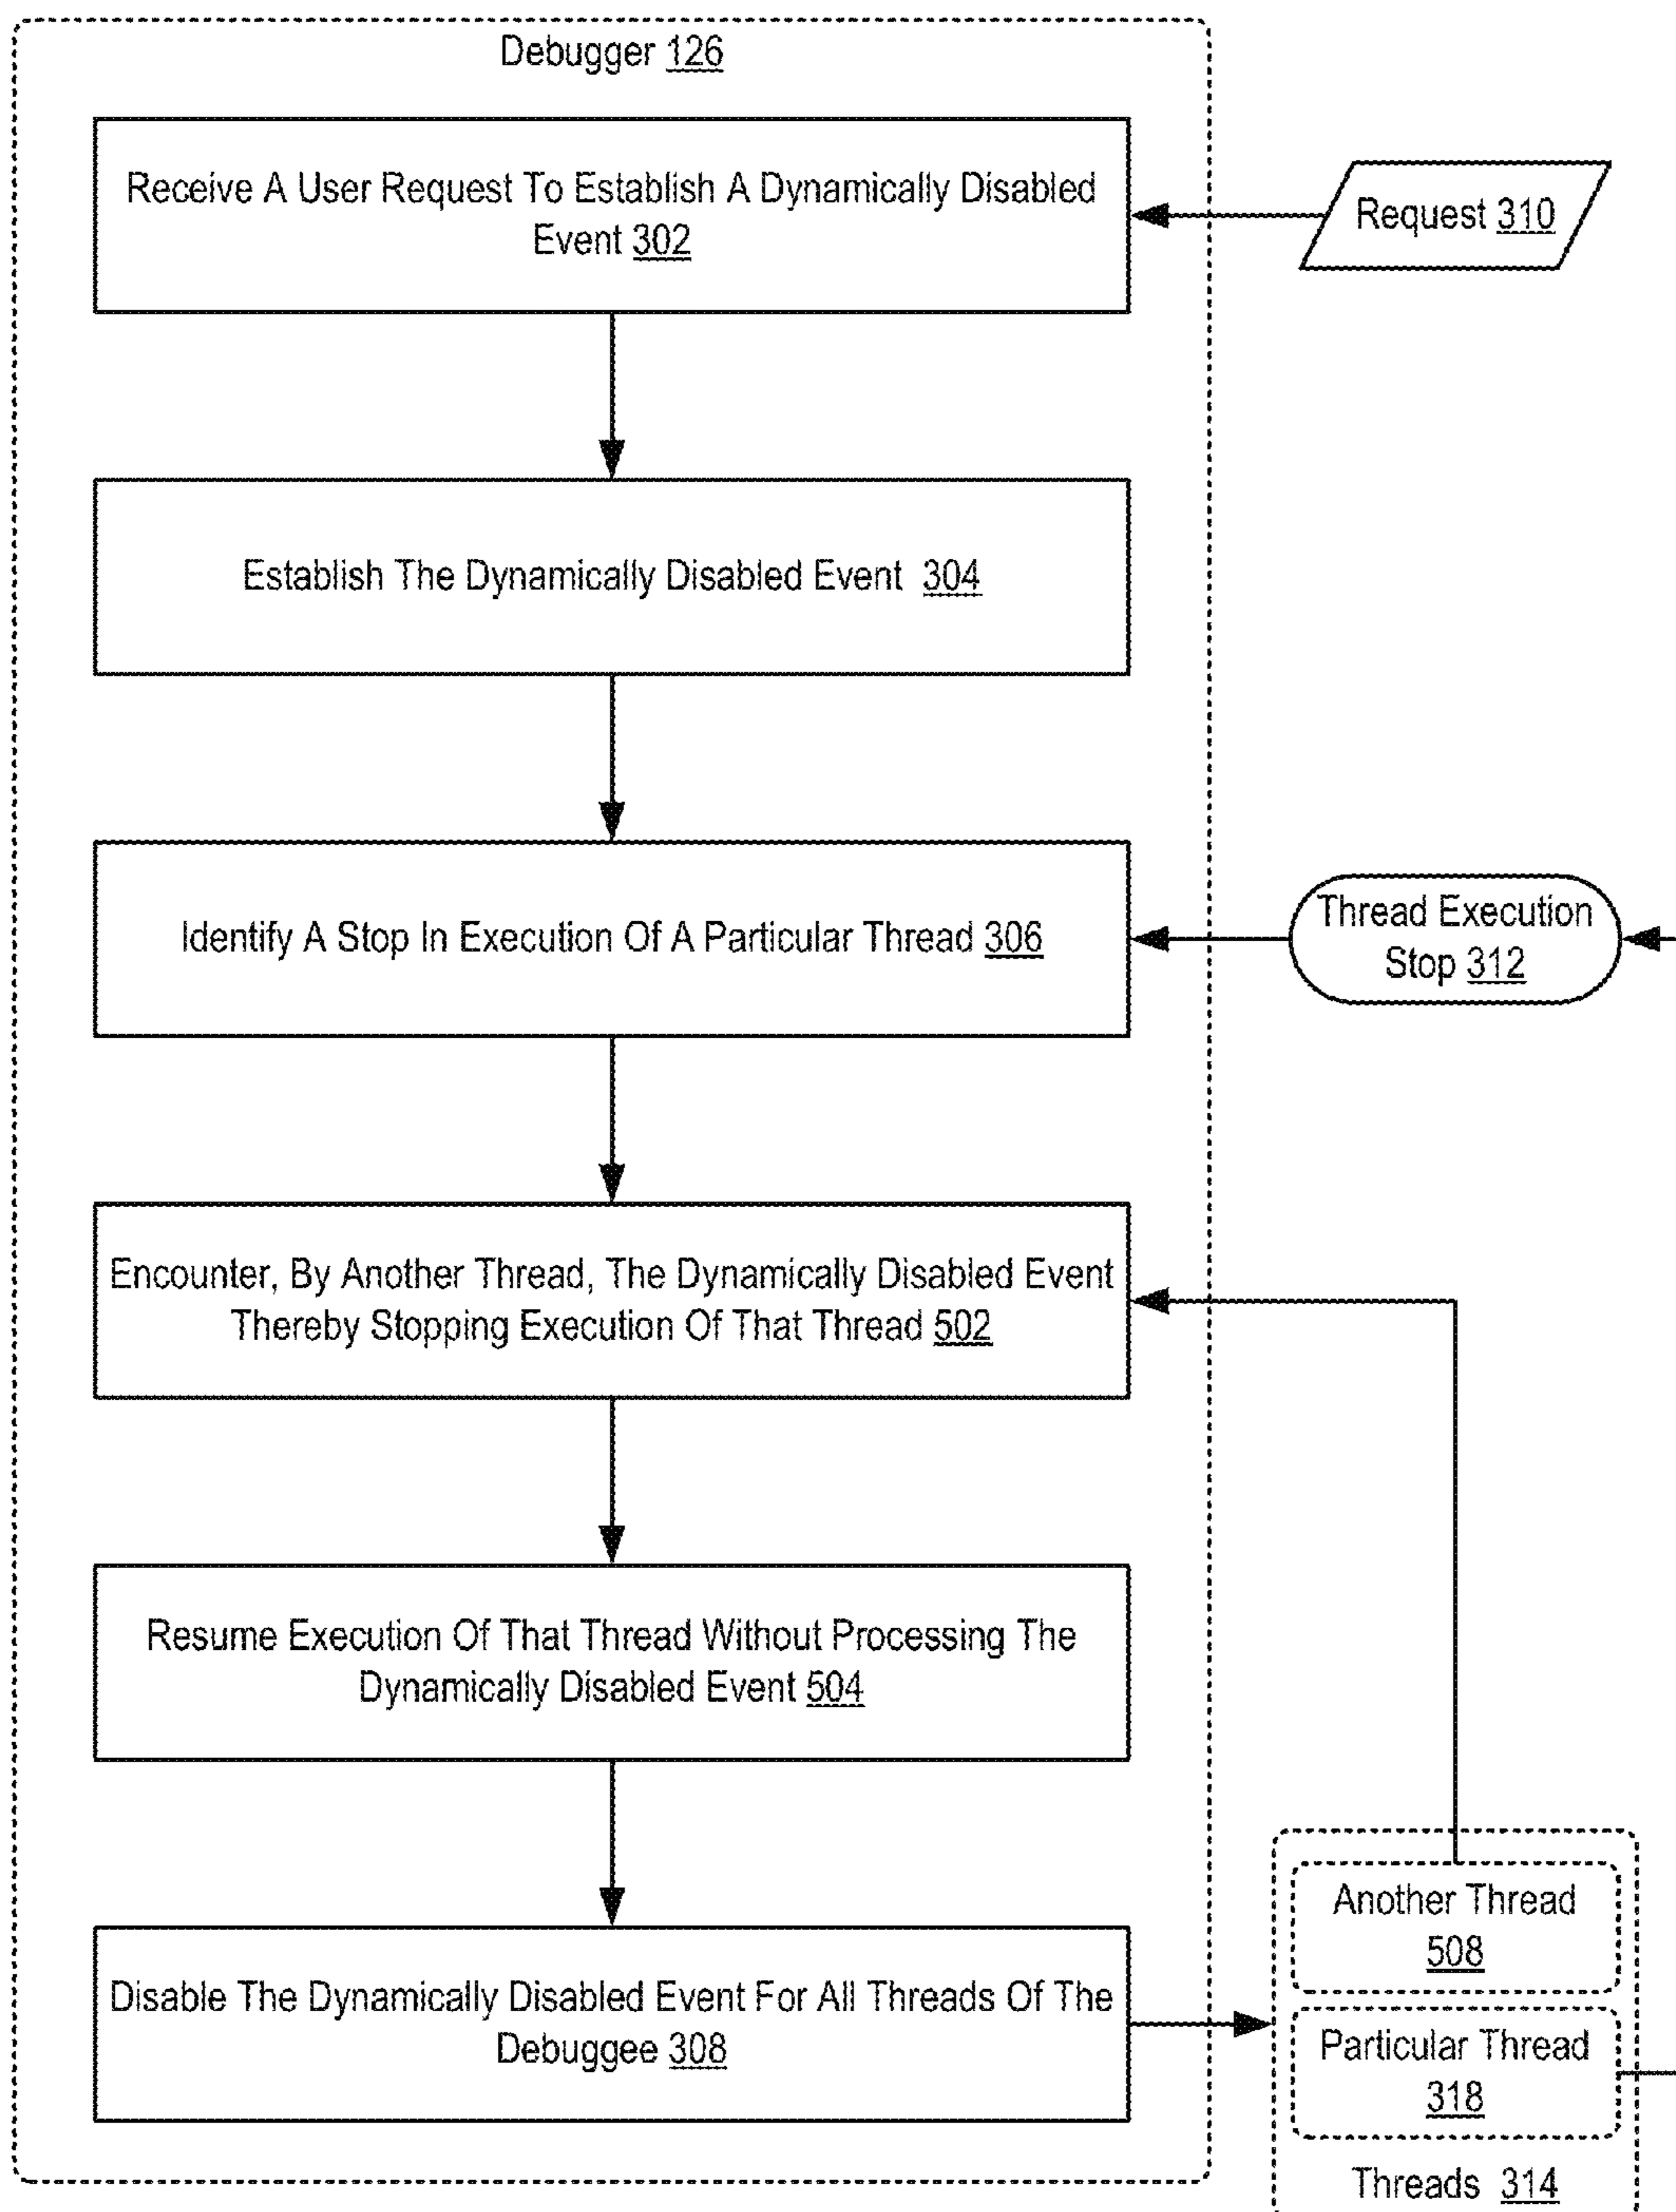 Debugger 126
Receive A User Request To Establish A Dynamically Disabled
Event 302
Request 310
Establish The Dynamically Disabled Event 304
Identify A Stop In Execution Of A Particular Thread 306
Thread Execution
Stop 312
Encounter, By Another Thread, The Dynamically Disabled Event
Thereby Stopping Execution Of That Thread 502
Resume Execution Of That Thread Without Processing The
Dynamically Disabled Event 504
Disable The Dynamically Disabled Event For All Threads Of The
Debuggee 308
Another Thread
508
Particular Thread
318
Threads 314